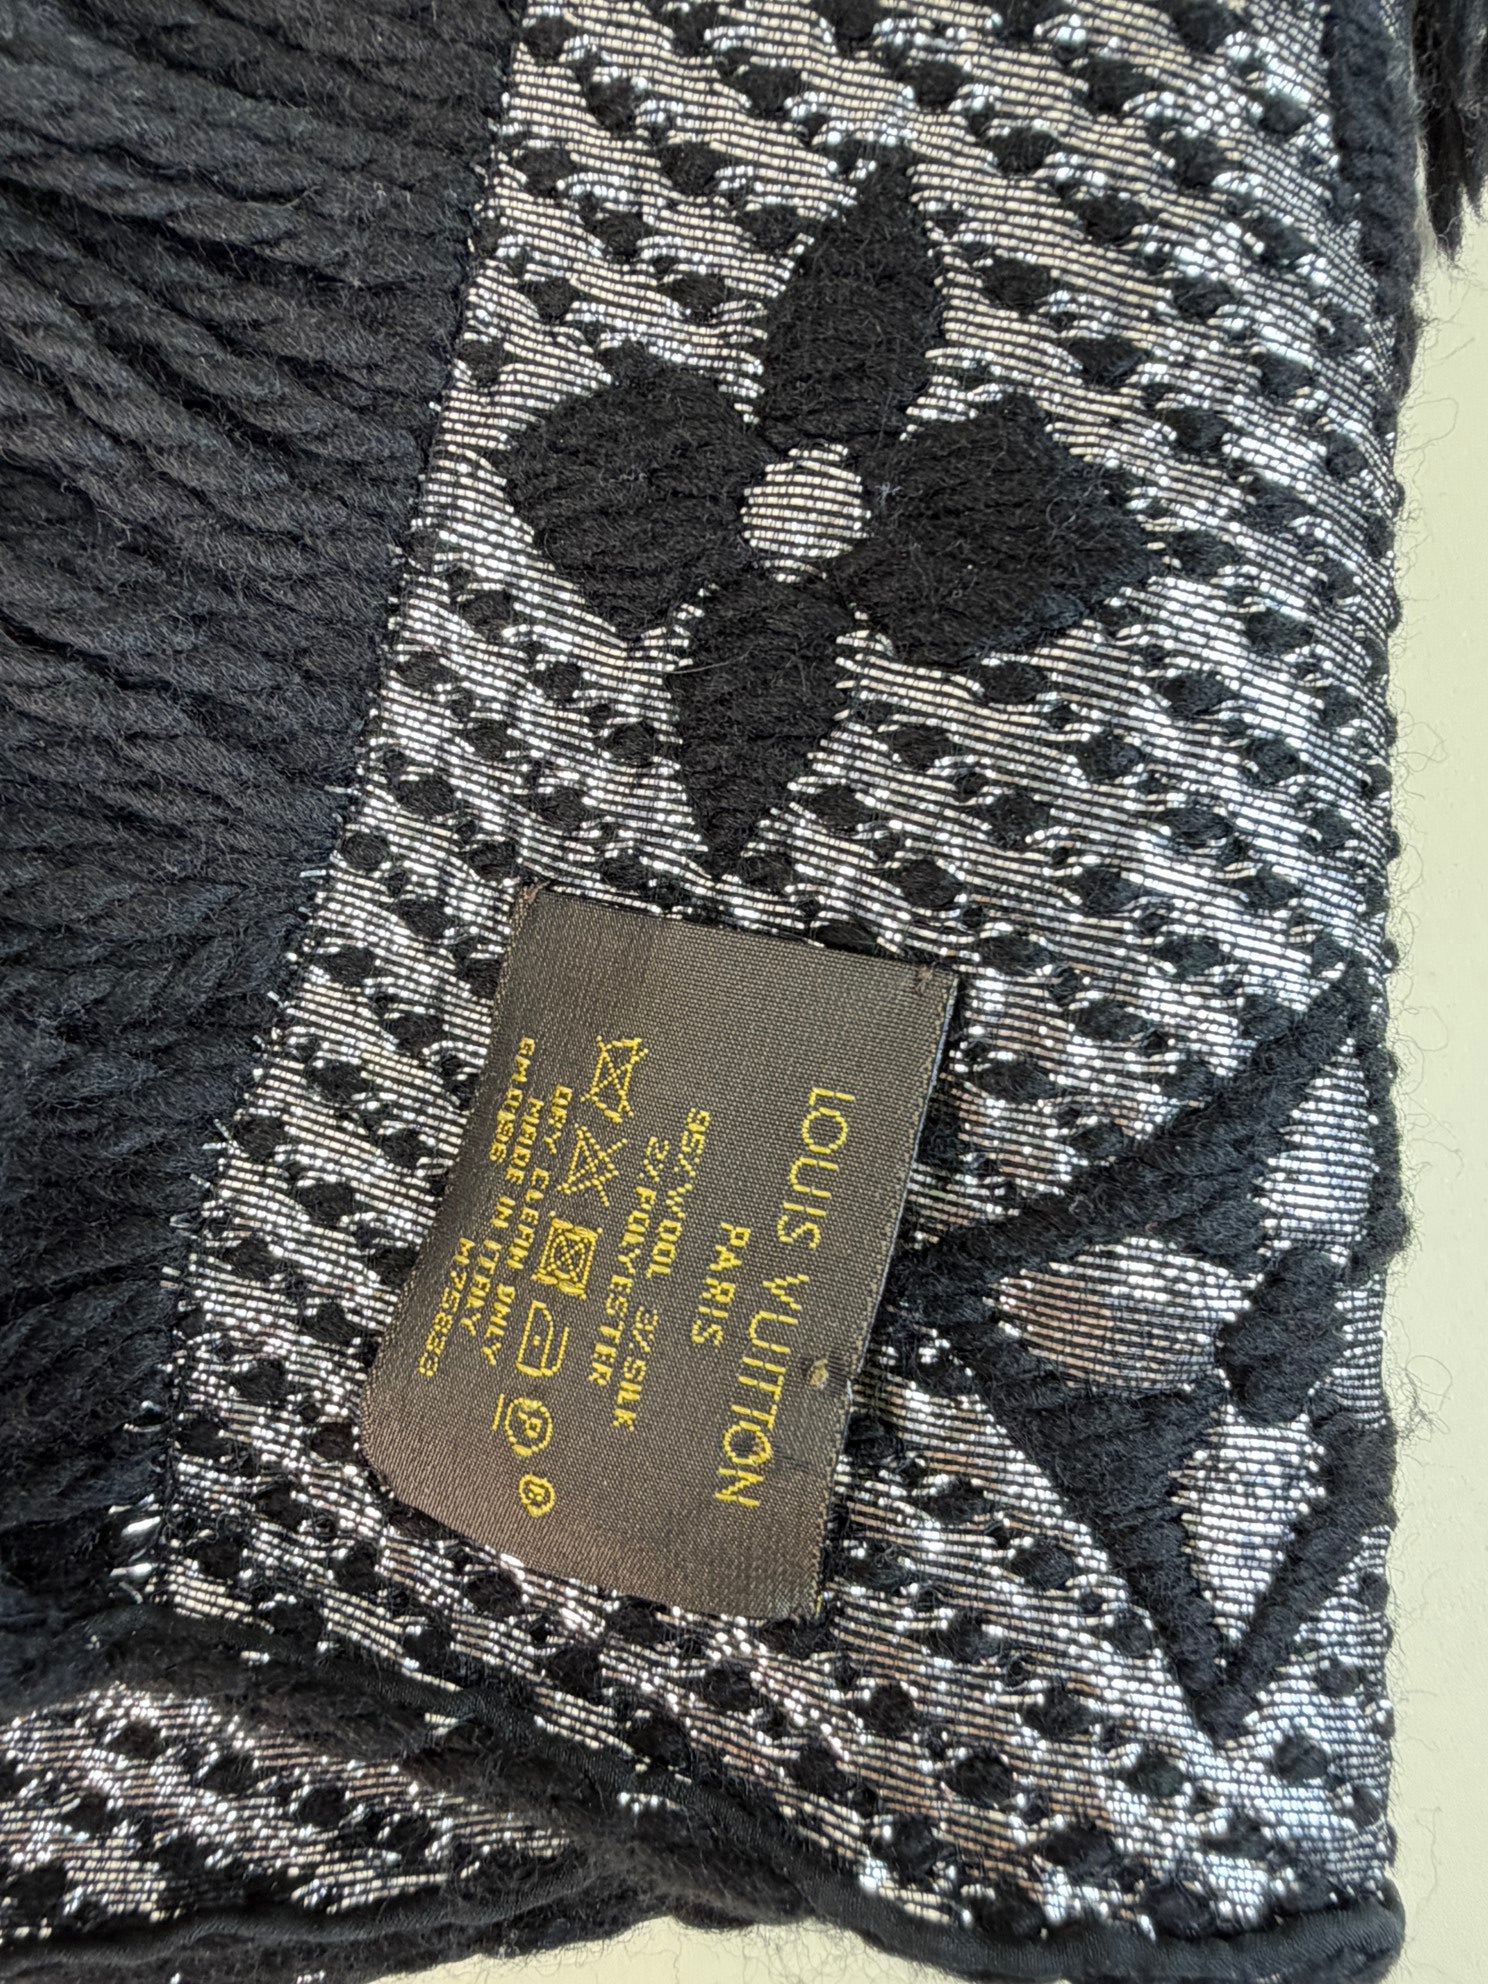 LOUIS VUITTON
PARIS
95%WOOL 3%SILK
2%POLYESTER
P
DRY CLEAN ONLY
MADE IN ITALY
M75833